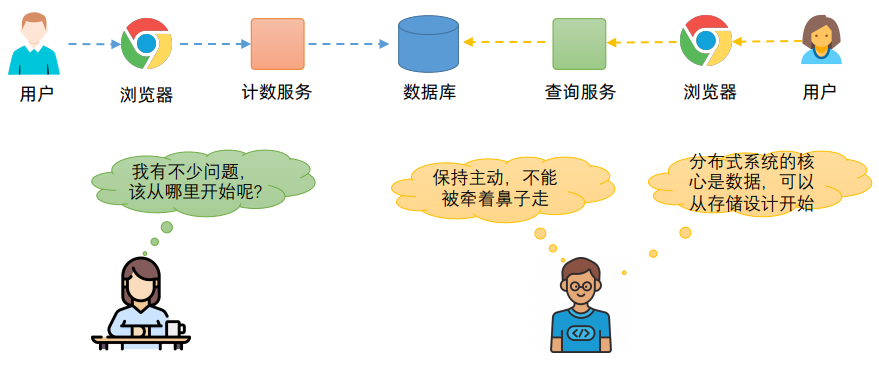 用户
浏览器
计数服务
数据库
查询服务
浏览器
用户
我有不少问题，
该从哪里开始呢?
保持主动，不能
被牵着鼻子走
分布式系统的核
心是数据，可以
从存储设计开始
</>